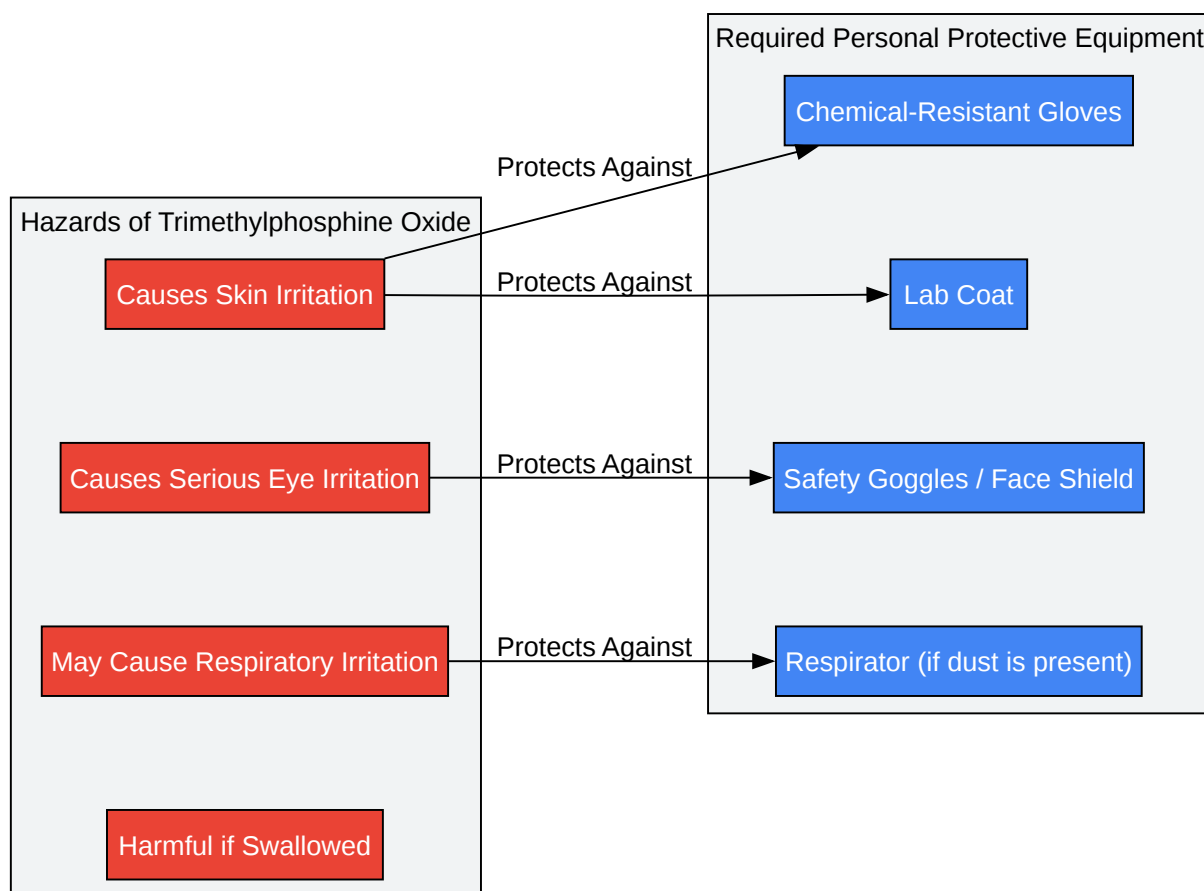 Required Personal Protective Equipment
Chemical-Resistant Gloves
Protects Against
Hazards of Trimethylphosphine Oxide
Causes Skin Irritation
Protects Against
Lab Coat
Causes Serious Eye Irritation
Protects Against
Safety Goggles / Face Shield
May Cause Respiratory Irritation
Protects Against
Respirator (if dust is present)
Harmful if Swallowed